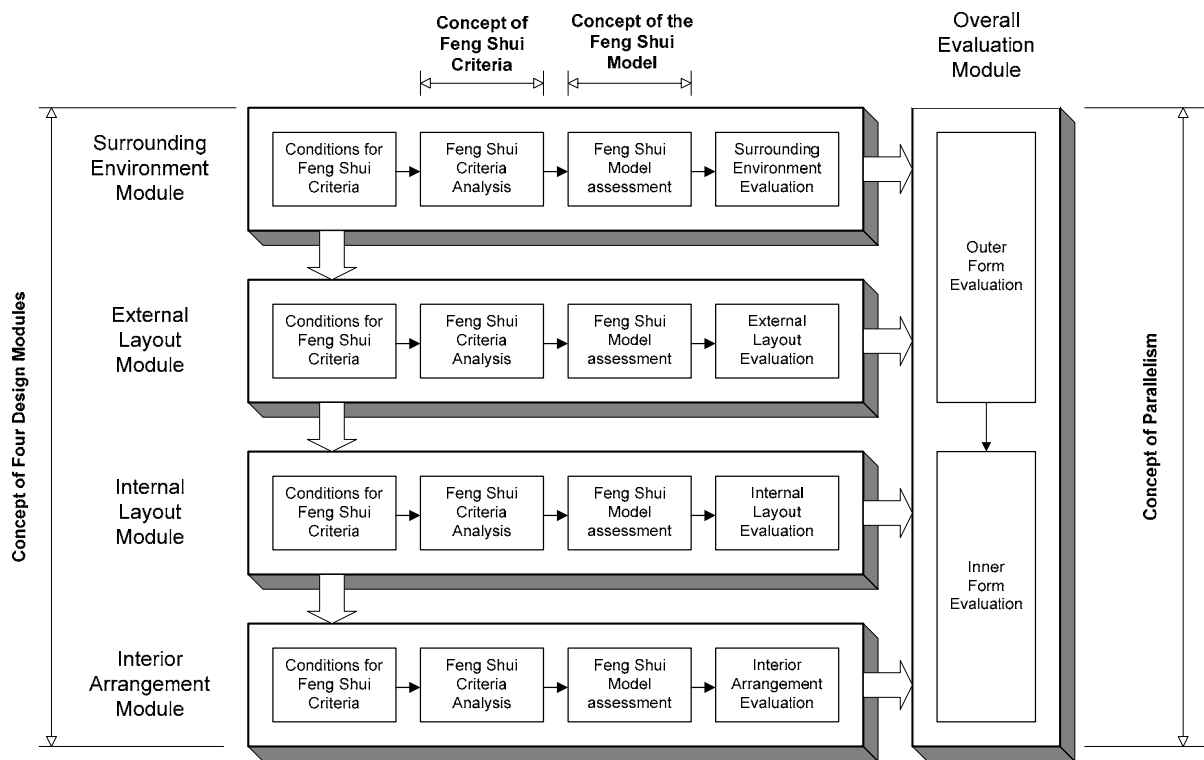 Concept of
Feng Shui
Criteria
Concept of the
Feng Shui
Model
Overall
Evaluation
Module
Concept of Four Design Modules
Surrounding
Environment
Module
Conditions for
Feng Shui
Criteria
Feng Shui
Criteria
Analysis
Feng Shui
Model
assessment
Surrounding
Environment
Evaluation
External
Layout
Module
Conditions for
Feng Shui
Criteria
Feng Shui
Criteria
Analysis
Feng Shui
Model
assessment
External
Layout
Evaluation
Internal
Layout
Module
Conditions for
Feng Shui
Criteria
Feng Shui
Criteria
Analysis
Feng Shui
Model
assessment
Internal
Layout
Evaluation
Interior
Arrangement
Module
Conditions for
Feng Shui
Criteria
Feng Shui
Criteria
Analysis
Feng Shui
Model
assessment
Interior
Arrangement
Evaluation
Outer
Form
Evaluation
Inner
Form
Evaluation
Concept of Parallelism